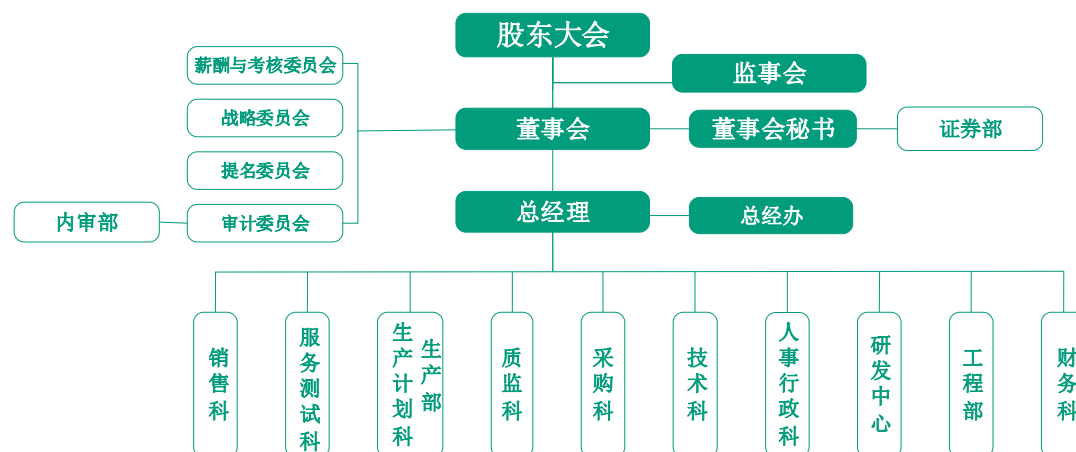 股东大会
监事会
薪酬与考核委员会
战略委员会
提名委员会
审计委员会
内审部
董事会
董事会秘书
证券部
总经理
总经办
销售科
服务测试科
生产计划科
生产部
质监科
采购科
技术科
人事行政科
研发中心
工程部
财务科